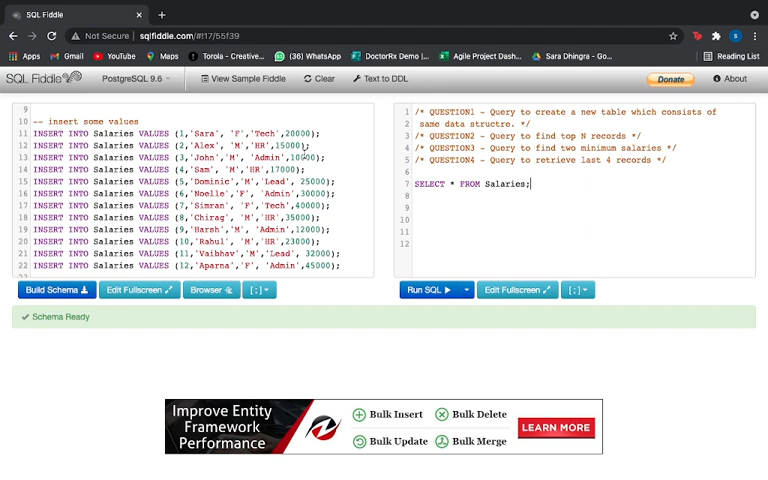 SQL Fiddle
Not Secure | sqlfiddle.com/#!17/55f39
Apps
Gmail
YouTube
Maps
Torola - Creative...
(36) WhatsApp
DoctorRx Demo |...
Agile Project Dash...
Sara Dhingra - Go...
Reading List
SQL Fiddle
PostgreSQL 9.6
View Sample Fiddle
Clear
Text to DDL
Donate
About
9
10 -- insert some values
11 INSERT INTO Salaries VALUES (1,'Sara', 'F','Tech',20000);
12 INSERT INTO Salaries VALUES (2,'Alex', 'M','HR',15000);
13 INSERT INTO Salaries VALUES (3,'John','M', 'Admin',10000);
14 INSERT INTO Salaries VALUES (4,'Sam', 'M','HR',17000);
15 INSERT INTO Salaries VALUES (5,'Dominic','M','Lead', 25000);
16 INSERT INTO Salaries VALUES (6,'Noelle','F', 'Admin',30000);
17 INSERT INTO Salaries VALUES (7,'Simran', 'F','Tech',40000);
18 INSERT INTO Salaries VALUES (8,'Chirag', 'M','HR',35000);
19 INSERT INTO Salaries VALUES (9,'Harsh','M', 'Admin',12000);
20 INSERT INTO Salaries VALUES (10,'Rahul', 'M','HR',23000);
21 INSERT INTO Salaries VALUES (11,'Vaibhav','M','Lead', 32000);
22 INSERT INTO Salaries VALUES (12,'Aparna','F', 'Admin',45000);
1 /* QUESTION1 - Query to create a new table which consists of
2 same data structre. */
3 /* QUESTION2 - Query to find top N records */
4 /* QUESTION3 - Query to find two minimum salaries */
5 /* QUESTION4 - Query to retrieve last 4 records */
6
7 SELECT * FROM Salaries;
8
9
10
11
12
Build Schema
Edit Fullscreen
Browser
[ ; ]
Run SQL
Edit Fullscreen
[ ; ]
Schema Ready
Improve Entity
Framework
Performance
Bulk Insert
Bulk Delete
Bulk Update
Bulk Merge
LEARN MORE